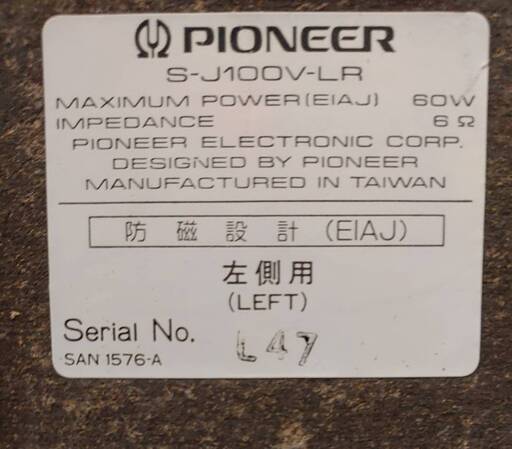 PIONEER
S-J100V-LR
MAXIMUM POWER(EIAJ) 60W
IMPEDANCE 6 Ω
PIONEER ELECTRONIC CORP.
DESIGNED BY PIONEER
MANUFACTURED IN TAIWAN
防磁設計 (EIAJ)
左側用
(LEFT)
Serial No. L47
SAN 1576-A